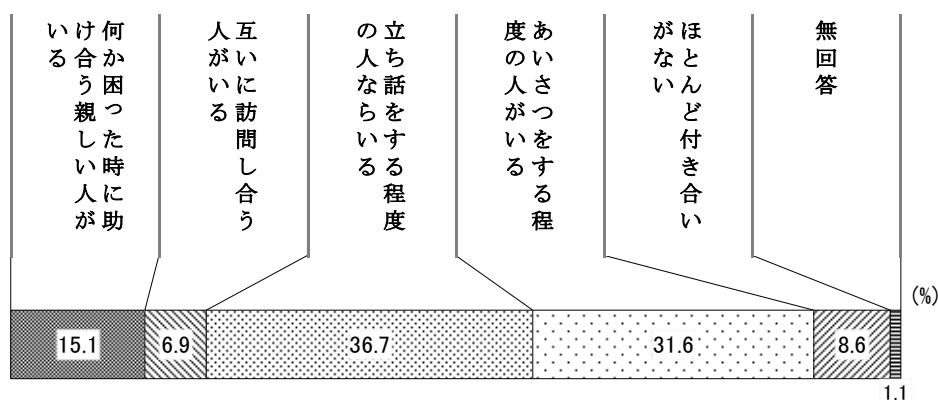 何か困った時に助
け合う親しい人が
いる
互いに訪問し合う
人がいる
立ち話をする程度
の人ならいる
あいさつをする程
度の人がいる
ほとんど付き合い
がない
無回答
(%)
15.1
6.9
36.7
31.6
8.6
1.1